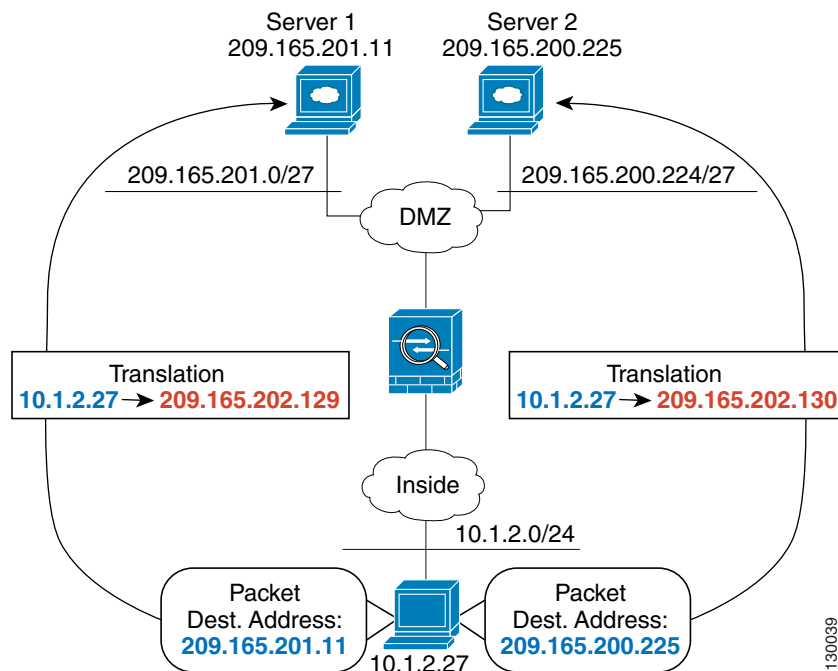 Server 1
209.165.201.11
Server 2
209.165.200.225
209.165.201.0/27
209.165.200.224/27
DMZ
Translation
10.1.2.27 → 209.165.202.129
Translation
10.1.2.27 → 209.165.202.130
Inside
10.1.2.0/24
Packet
Dest. Address:
209.165.201.11
Packet
Dest. Address:
209.165.200.225
10.1.2.27
130039